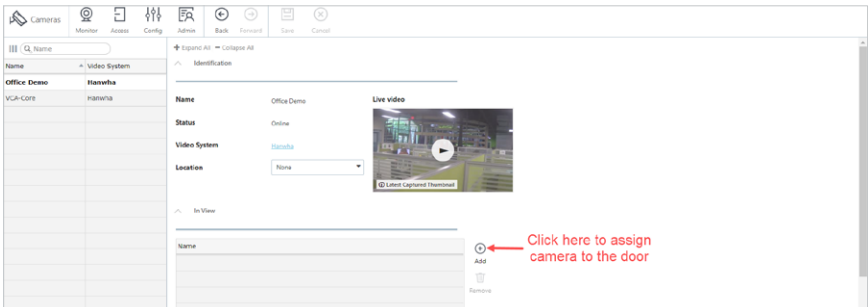 Cameras
Monitor Access Config Admin Back Forward Save Cancel
Name
Expand All Collapse All
Name Video System
Office Demo Hanwha
VCA-Core Hanwha
Identification
Name Office Demo
Live video
Status Online
Video System Hanwha
Location None
Latest Captured Thumbnail
In View
Name
Add
Remove
Click here to assign
camera to the door